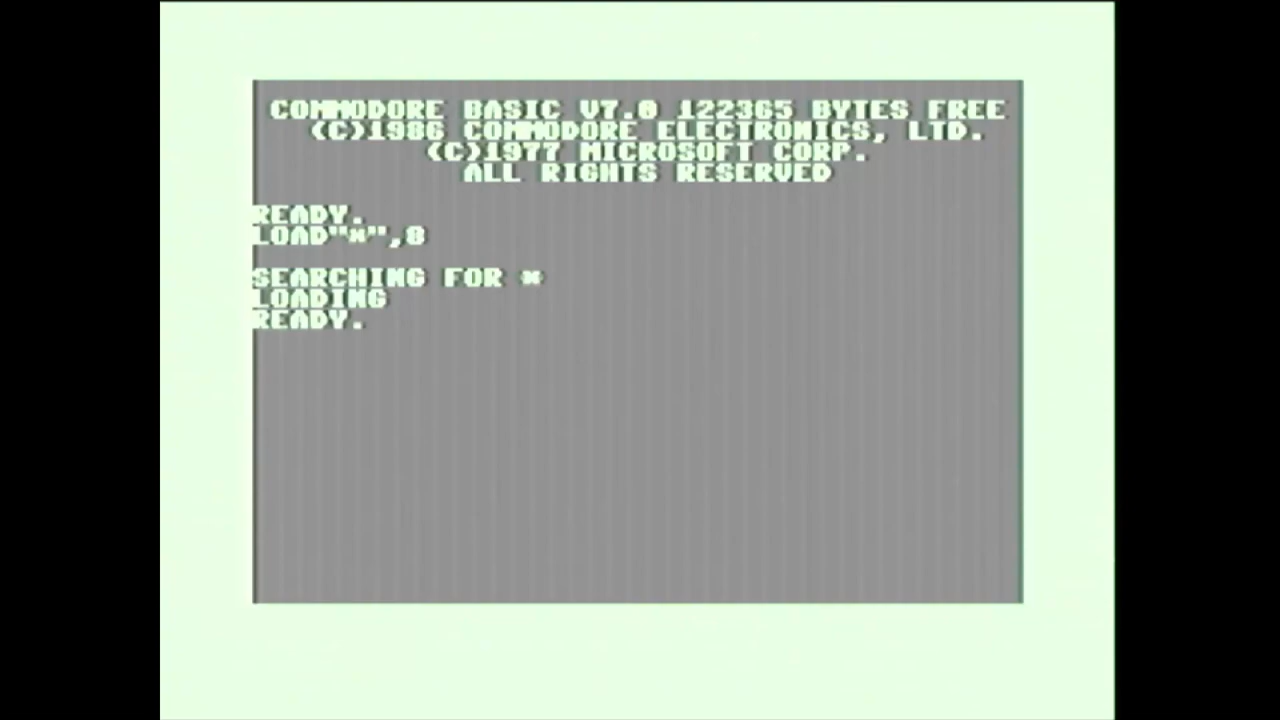 COMMODORE BASIC V7.0 122365 BYTES FREE
(C)1986 COMMODORE ELECTRONICS, LTD.
(C)1977 MICROSOFT CORP.
ALL RIGHTS RESERVED
READY.
LOAD"*",8
SEARCHING FOR *
LOADING
READY.